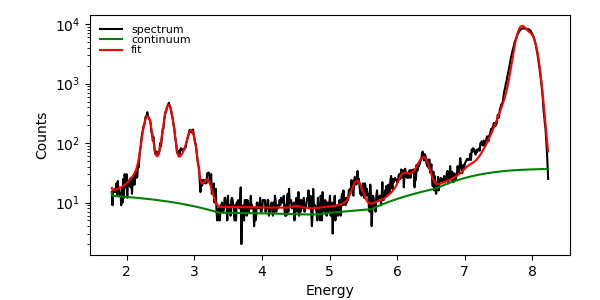 10⁴
10³
10²
10¹
Counts
spectrum
continuum
fit
2 3 4 5 6 7 8
Energy